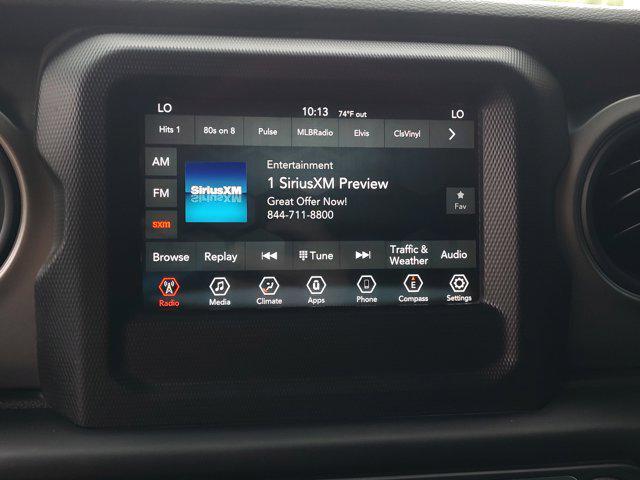 LO 10:13 74°F out LO
Hits 1 80s on 8 Pulse MLBRadio Elvis ClsVinyl >
AM
FM
sxm
SiriusXM
Entertainment
1 SiriusXM Preview
Great Offer Now!
844-711-8800
Fav
Browse Replay Tune Traffic & Weather Audio
Radio Media Climate Apps Phone E Compass Settings